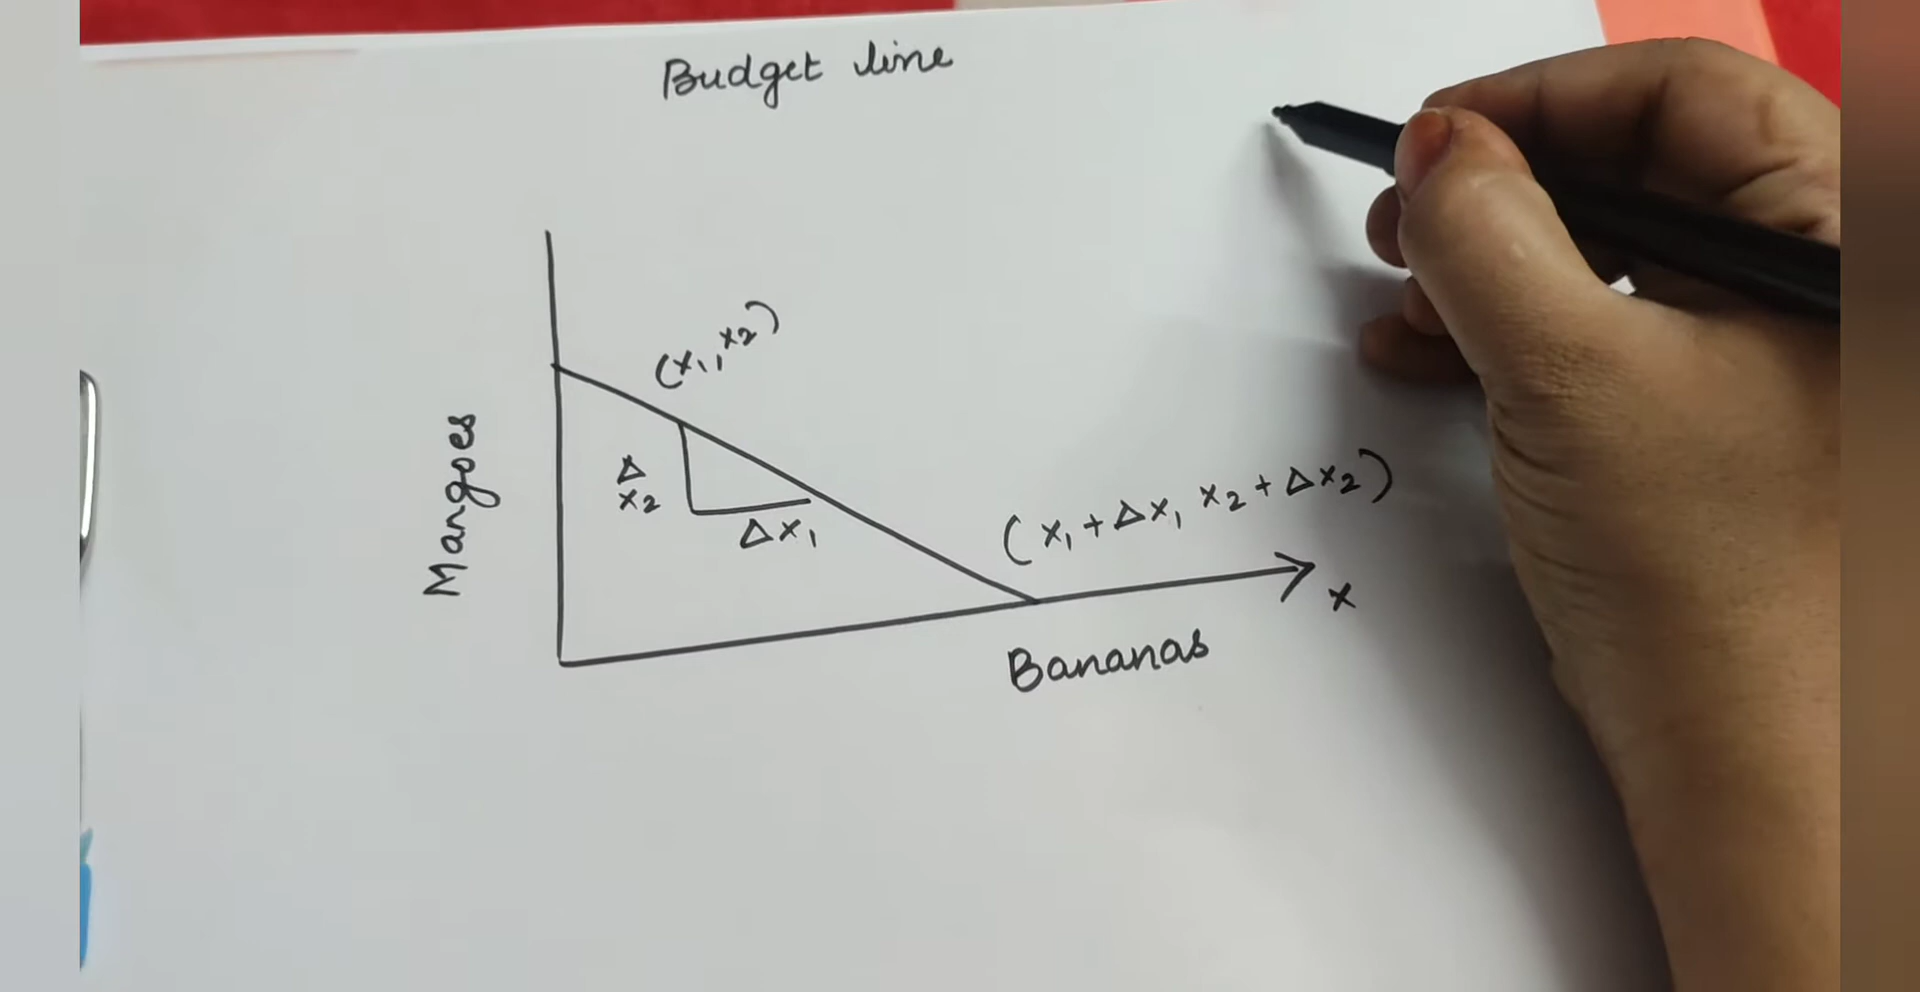 Budget line
(x₁, x₂)
Mangoes
Δ
x₂
Δx₁
(x₁ + Δx₁ x₂ + Δx₂)
x
Bananas